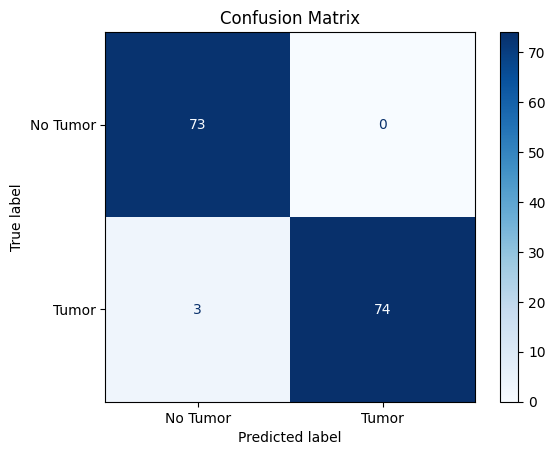 Confusion Matrix
No Tumor
73
0
Tumor
3
74
No Tumor
Tumor
Predicted label
True label
70
60
50
40
30
20
10
0